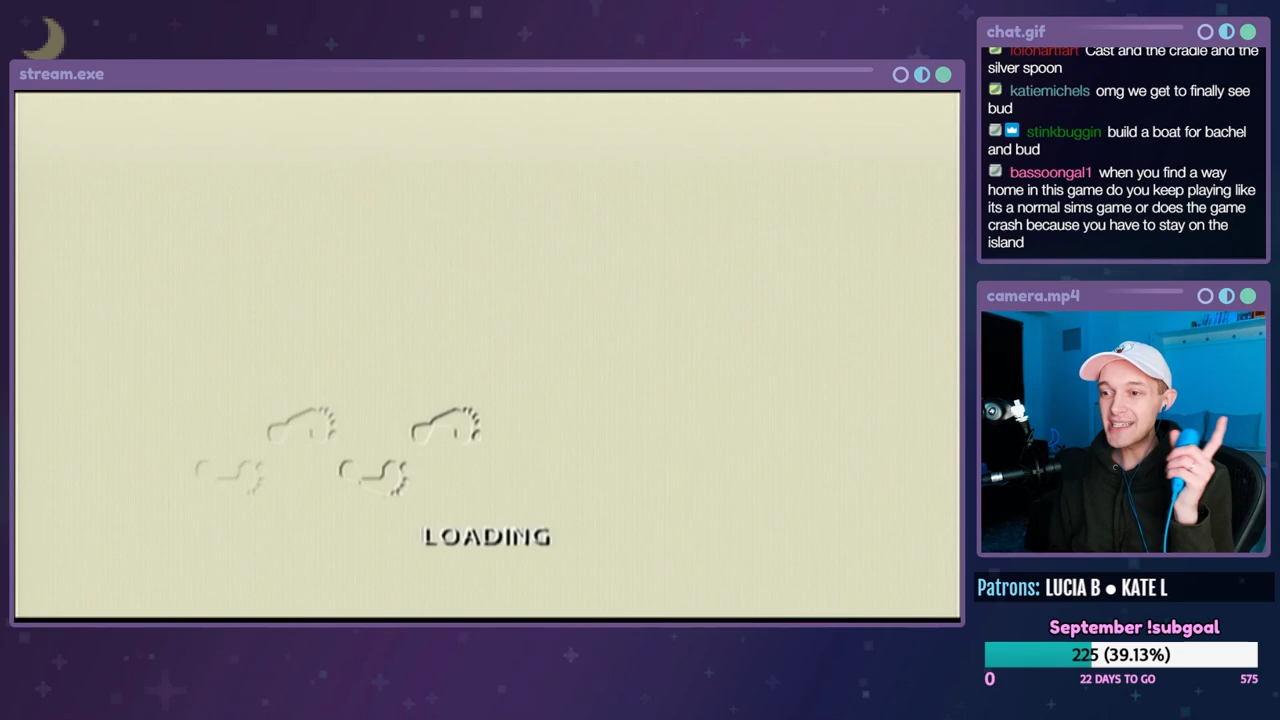 stream.exe
LOADING
chat.gif
lolohartfart Cast and the cradle and the
silver spoon
katiemichels omg we get to finally see
bud
stinkbuggin build a boat for bachel
and bud
bassoongal1 when you find a way
home in this game do you keep playing like
its a normal sims game or does the game
crash because you have to stay on the
island
camera.mp4
Patrons: LUCIA B ● KATE L
September !subgoal
225 (39.13%)
0 22 DAYS TO GO 575